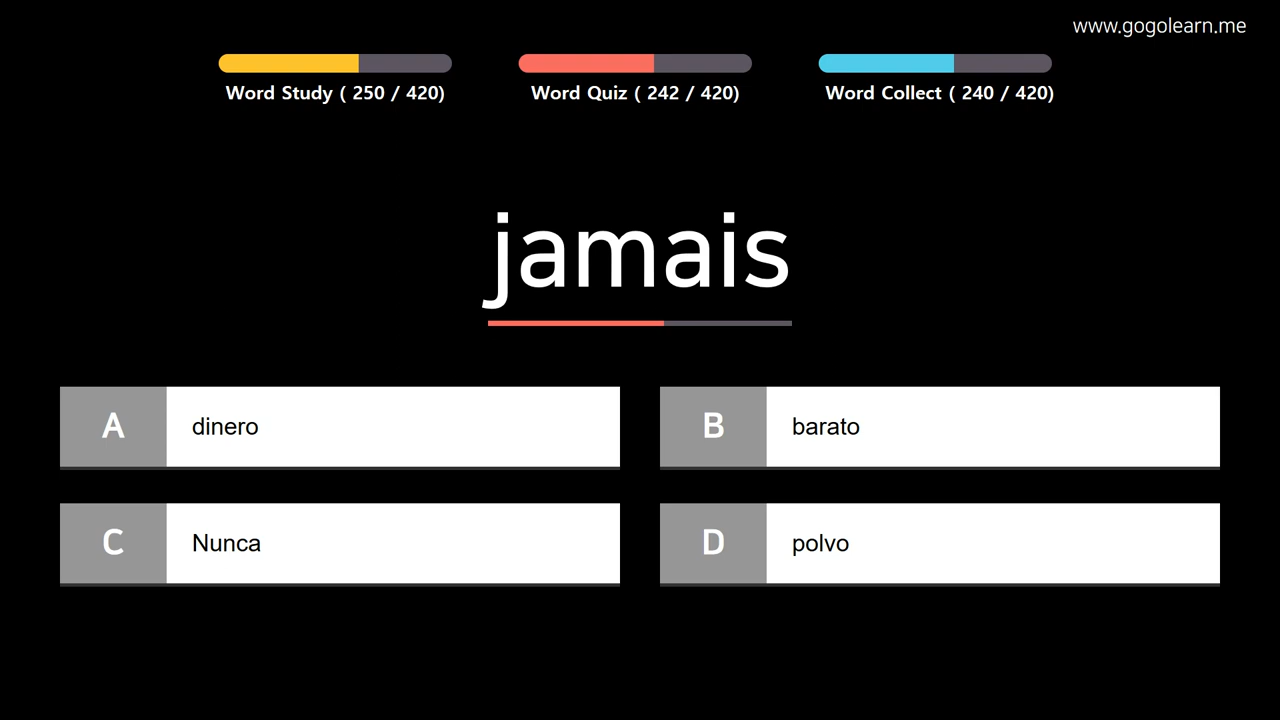 www.gogolearn.me
Word Study ( 250 / 420)
Word Quiz ( 242 / 420)
Word Collect ( 240 / 420)
jamais
A dinero
B barato
C Nunca
D polvo